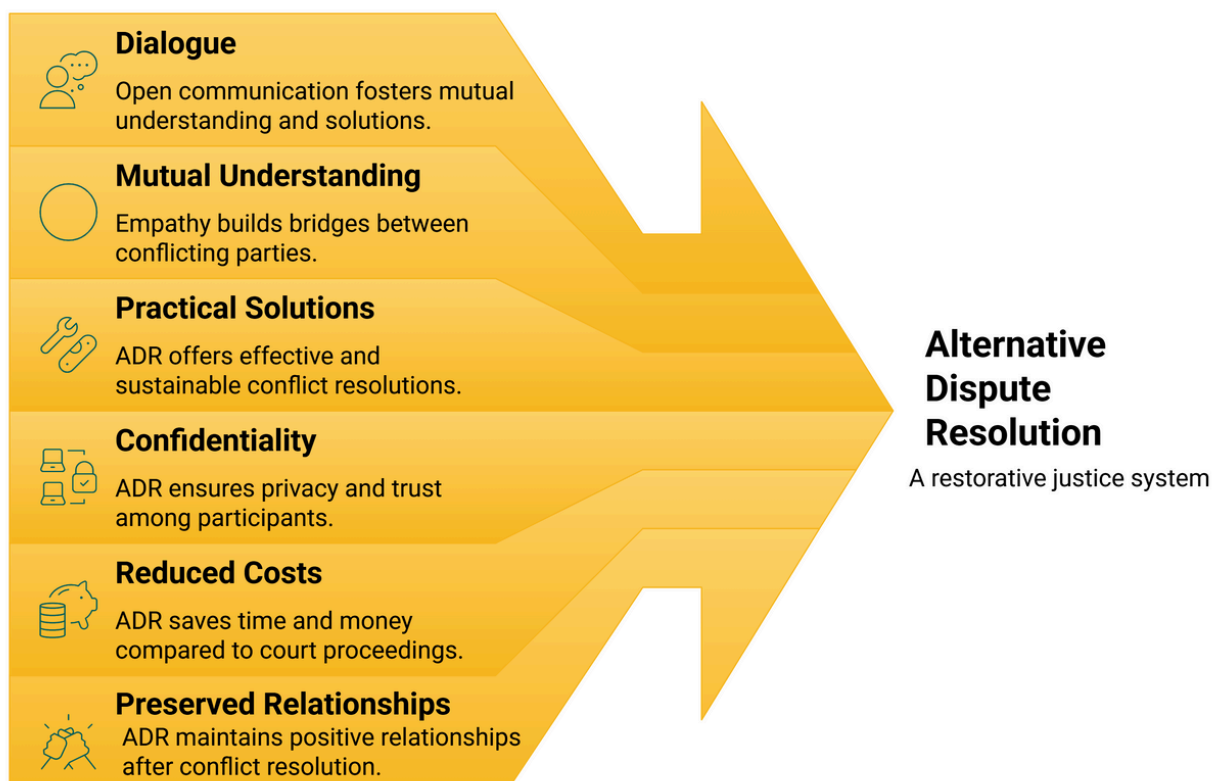 Dialogue
Open communication fosters mutual
understanding and solutions.
Mutual Understanding
Empathy builds bridges between
conflicting parties.
Practical Solutions
ADR offers effective and
sustainable conflict resolutions.
Confidentiality
ADR ensures privacy and trust
among participants.
Reduced Costs
ADR saves time and money
compared to court proceedings.
Preserved Relationships
ADR maintains positive relationships
after conflict resolution.
Alternative
Dispute
Resolution
A restorative justice system